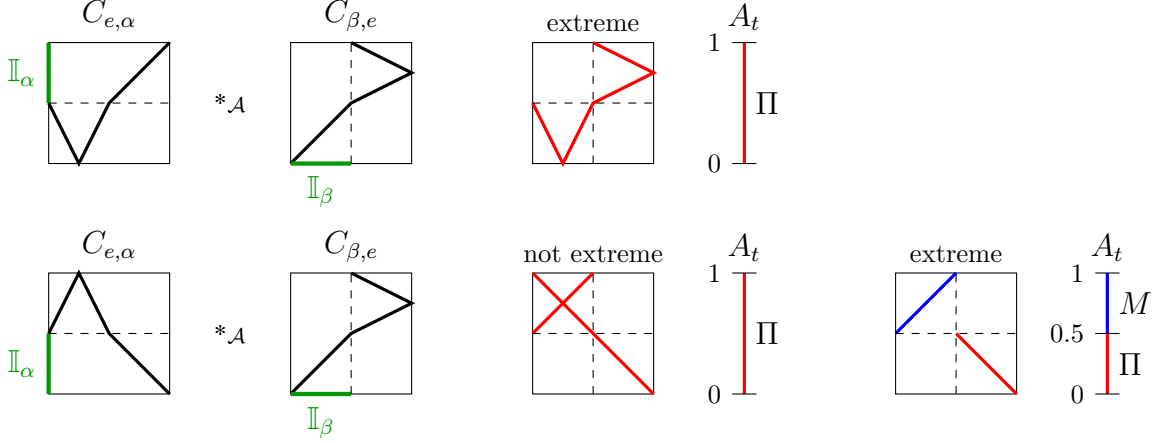 C_{e,α} C_{β,e} extreme A_t
𝕀_α *_𝒜 1 Π 0
𝕀_β
C_{e,α} C_{β,e} not extreme A_t extreme A_t
𝕀_α *_𝒜 1 Π 0 1 M 0.5 Π 0
𝕀_β